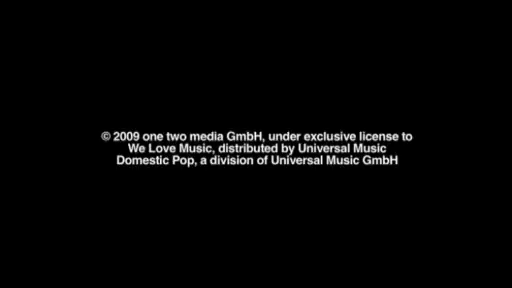 © 2009 one two media GmbH, under exclusive license to
We Love Music, distributed by Universal Music
Domestic Pop, a division of Universal Music GmbH